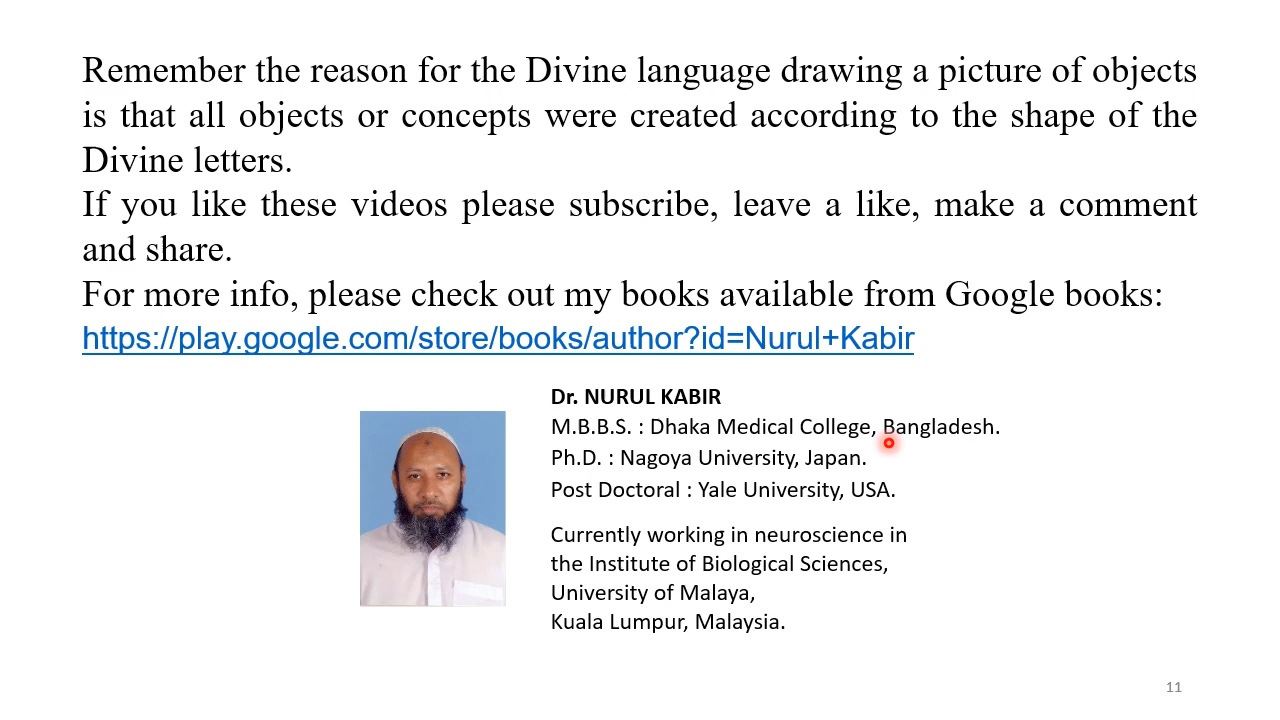 Remember the reason for the Divine language drawing a picture of objects
is that all objects or concepts were created according to the shape of the
Divine letters.
If you like these videos please subscribe, leave a like, make a comment
and share.
For more info, please check out my books available from Google books:
https://play.google.com/store/books/author?id=Nurul+Kabir
Dr. NURUL KABIR
M.B.B.S. : Dhaka Medical College, Bangladesh.
Ph.D. : Nagoya University, Japan.
Post Doctoral : Yale University, USA.
Currently working in neuroscience in
the Institute of Biological Sciences,
University of Malaya,
Kuala Lumpur, Malaysia.
11